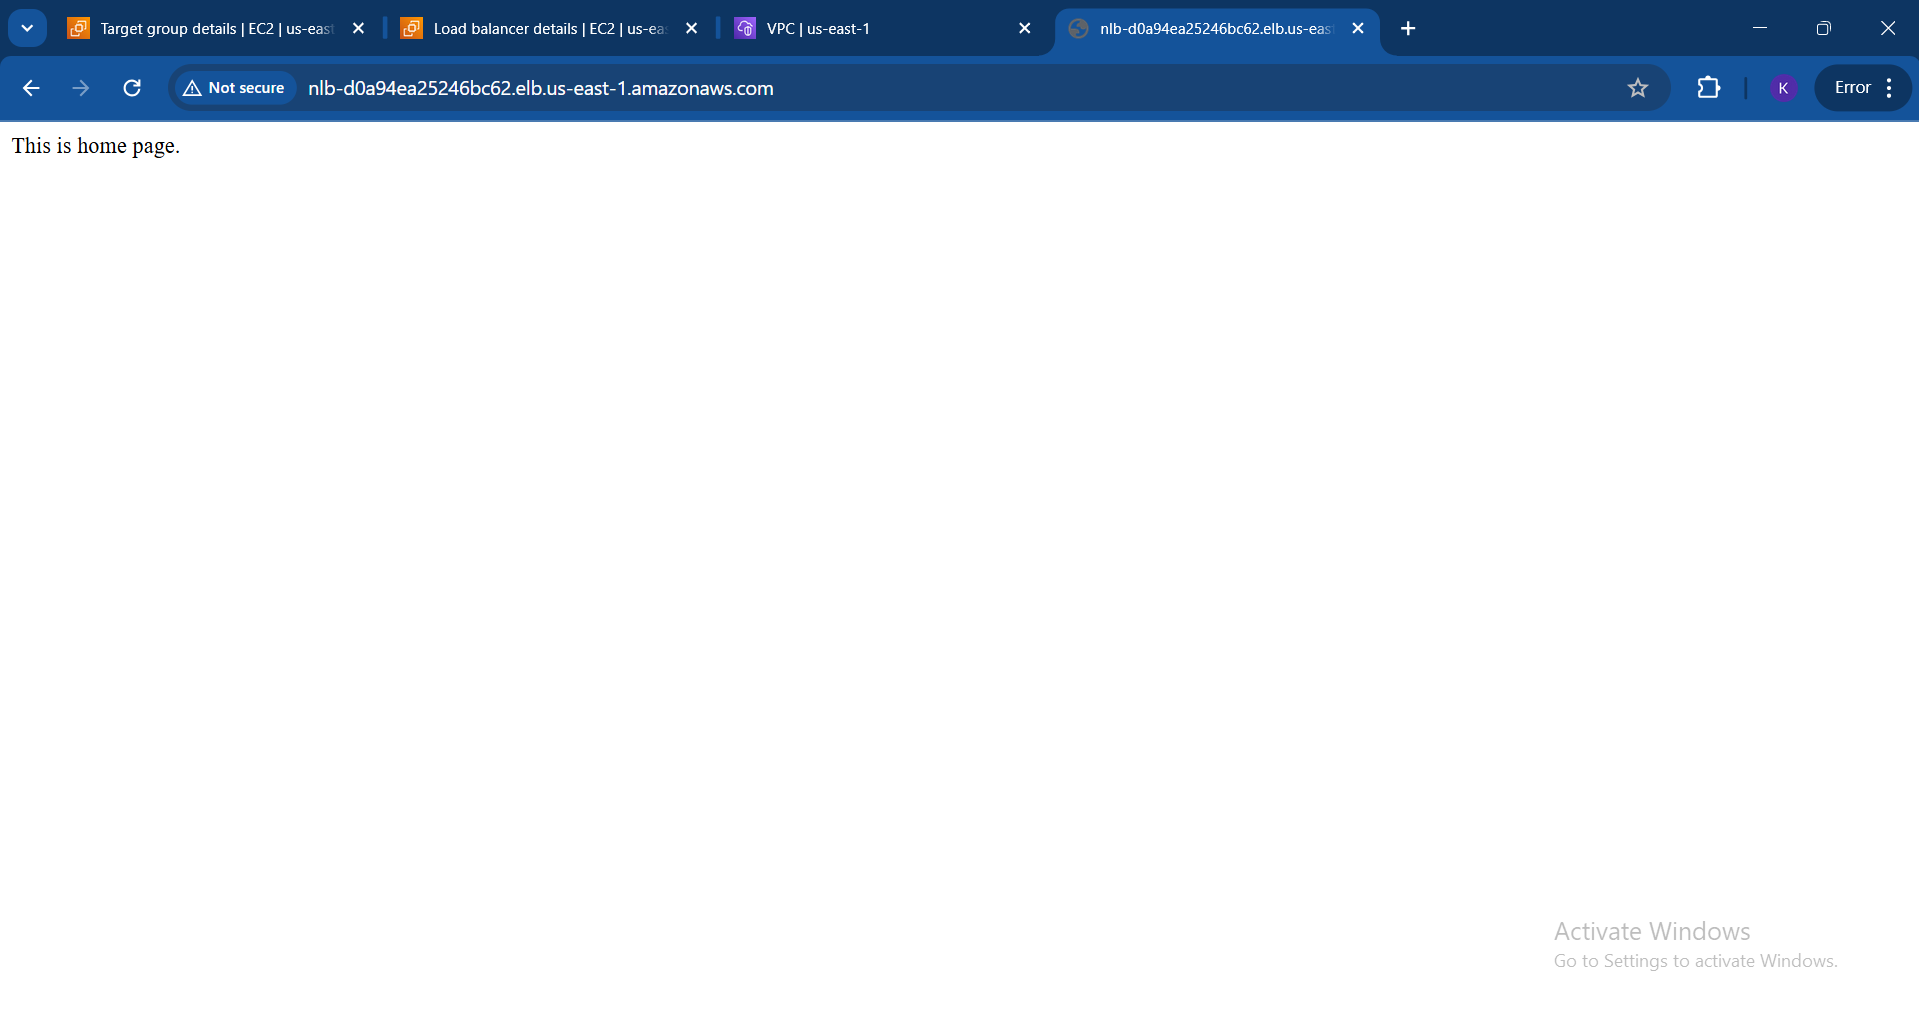 Target group details | EC2 | us-east
Load balancer details | EC2 | us-eas
VPC | us-east-1
nlb-d0a94ea25246bc62.elb.us-east
Not secure
nlb-d0a94ea25246bc62.elb.us-east-1.amazonaws.com
K
Error
This is home page.
Activate Windows
Go to Settings to activate Windows.